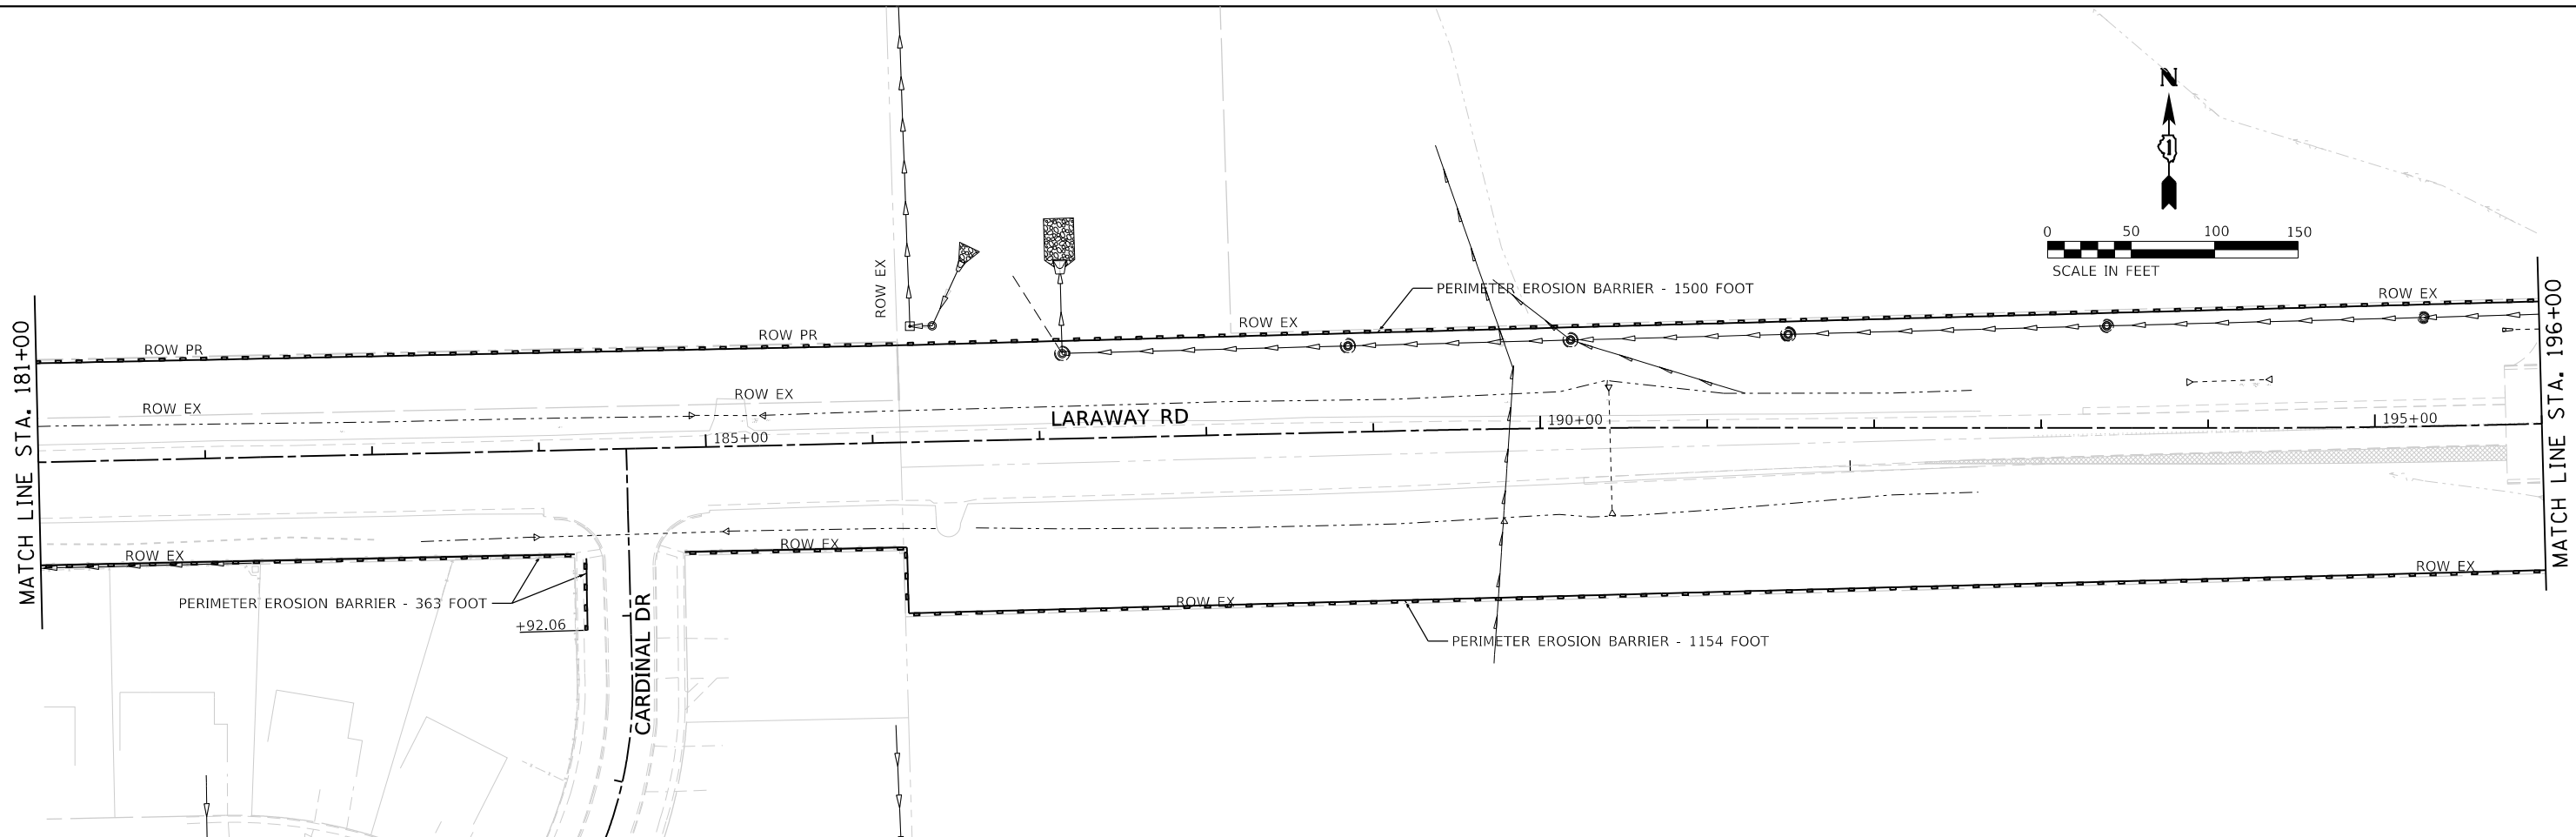 N
1
0 50 100 150
SCALE IN FEET
MATCH LINE STA. 181+00
MATCH LINE STA. 196+00
ROW EX
PERIMETER EROSION BARRIER - 1500 FOOT
ROW EX
ROW EX
ROW PR
ROW PR
ROW EX
ROW EX
LARAWAY RD
185+00
190+00
195+00
ROW EX
ROW EX
ROW EX
ROW EX
PERIMETER EROSION BARRIER - 363 FOOT
+92.06
CARDINAL DR
PERIMETER EROSION BARRIER - 1154 FOOT